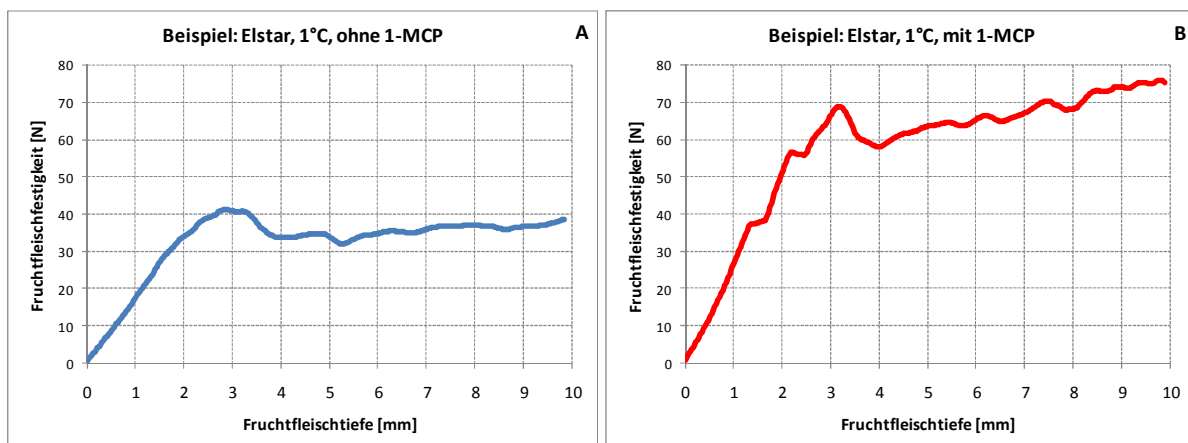 Beispiel: Elstar, 1°C, ohne 1-MCP
A
Fruchtfleischfestigkeit [N]
80
70
60
50
40
30
20
10
0
0 1 2 3 4 5 6 7 8 9 10
Fruchtfleischtiefe [mm]
Beispiel: Elstar, 1°C, mit 1-MCP
B
Fruchtfleischfestigkeit [N]
80
70
60
50
40
30
20
10
0
0 1 2 3 4 5 6 7 8 9 10
Fruchtfleischtiefe [mm]